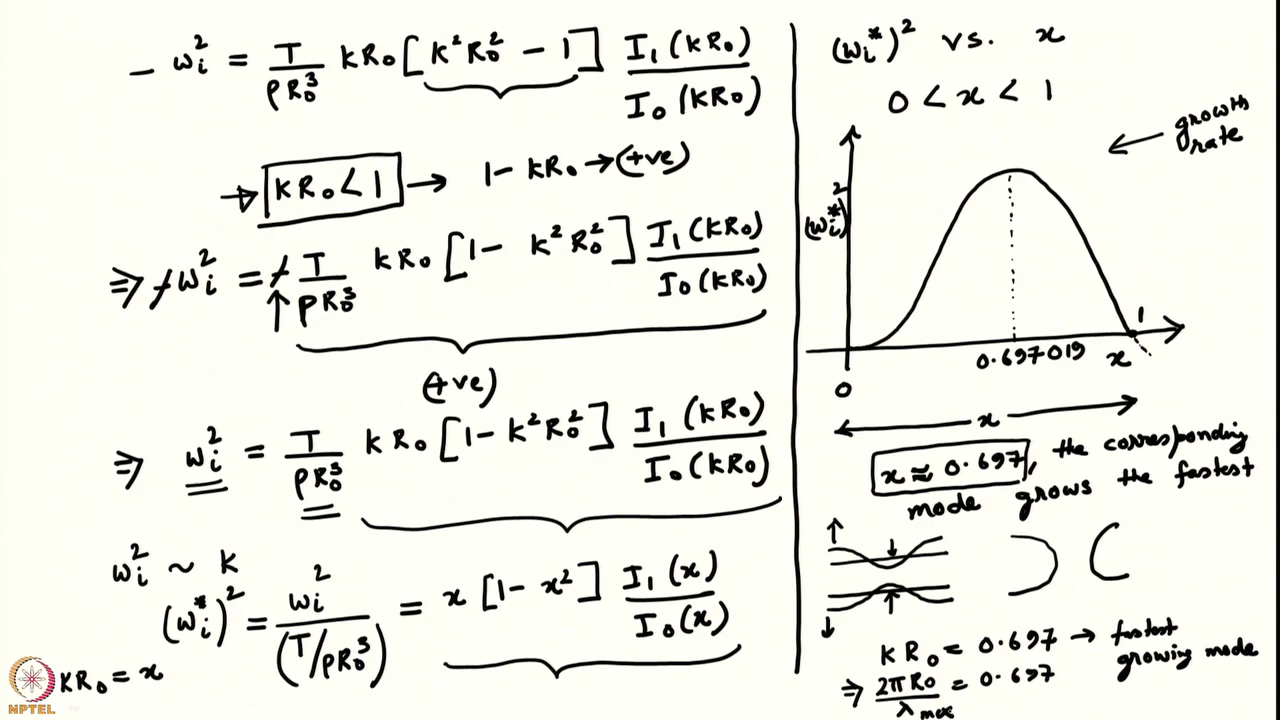 - ωᵢ² = T/ρR₀³ kR₀ [k²R₀² - 1] I₁(kR₀)/I₀(kR₀)
→ kR₀ < 1 → 1 - kR₀ → (+ve)
⇒ -ωᵢ² = - T/ρR₀³ kR₀ [1 - k²R₀²] I₁(kR₀)/I₀(kR₀)
(+ve)
⇒ ωᵢ² = T/ρR₀³ kR₀ [1 - k²R₀²] I₁(kR₀)/I₀(kR₀)
ωᵢ² ~ k
(ωᵢ*)² = ωᵢ²/(T/ρR₀³) = x [1 - x²] I₁(x)/I₀(x)
kR₀ = x
NPTEL
(ωᵢ*)² vs. x
0 < x < 1
← growth
rate
(ωᵢ*)²
1
0.697019 x
0
x
x ≈ 0.697, the corresponding
mode grows the fastest
kR₀ = 0.697 → fastest
growing mode
⇒ 2πR₀/λmax = 0.697